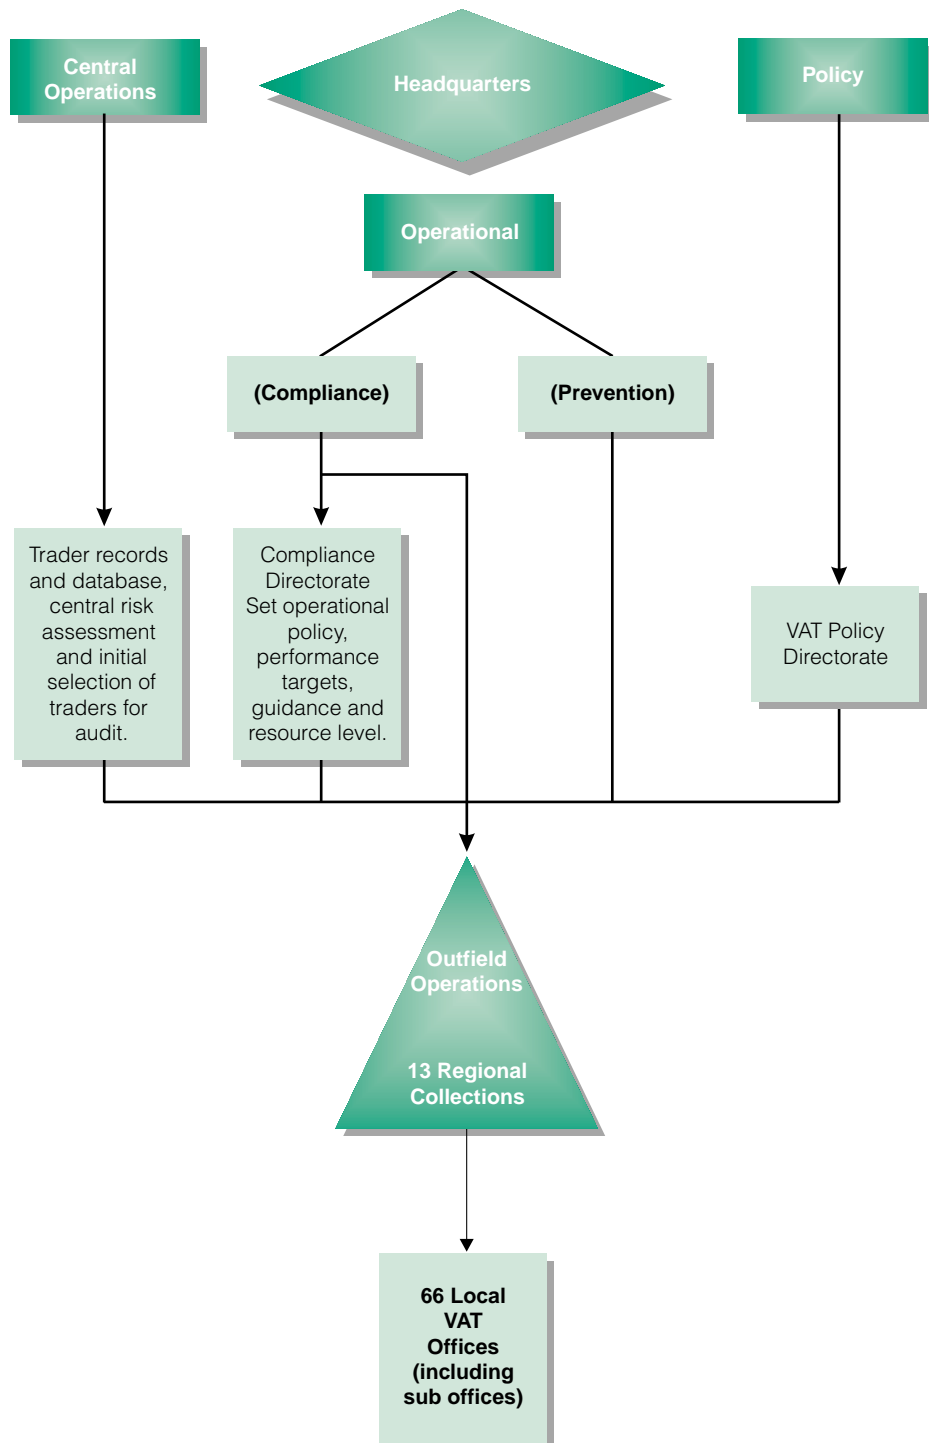 Central
Operations
Headquarters
Policy
Operational
(Compliance)
(Prevention)
Trader records
and database,
central risk
assessment
and initial
selection of
traders for
audit.
Compliance
Directorate
Set operational
policy,
performance
targets,
guidance and
resource level.
VAT Policy
Directorate
Outfield
Operations
13 Regional
Collections
66 Local
VAT
Offices
(including
sub offices)